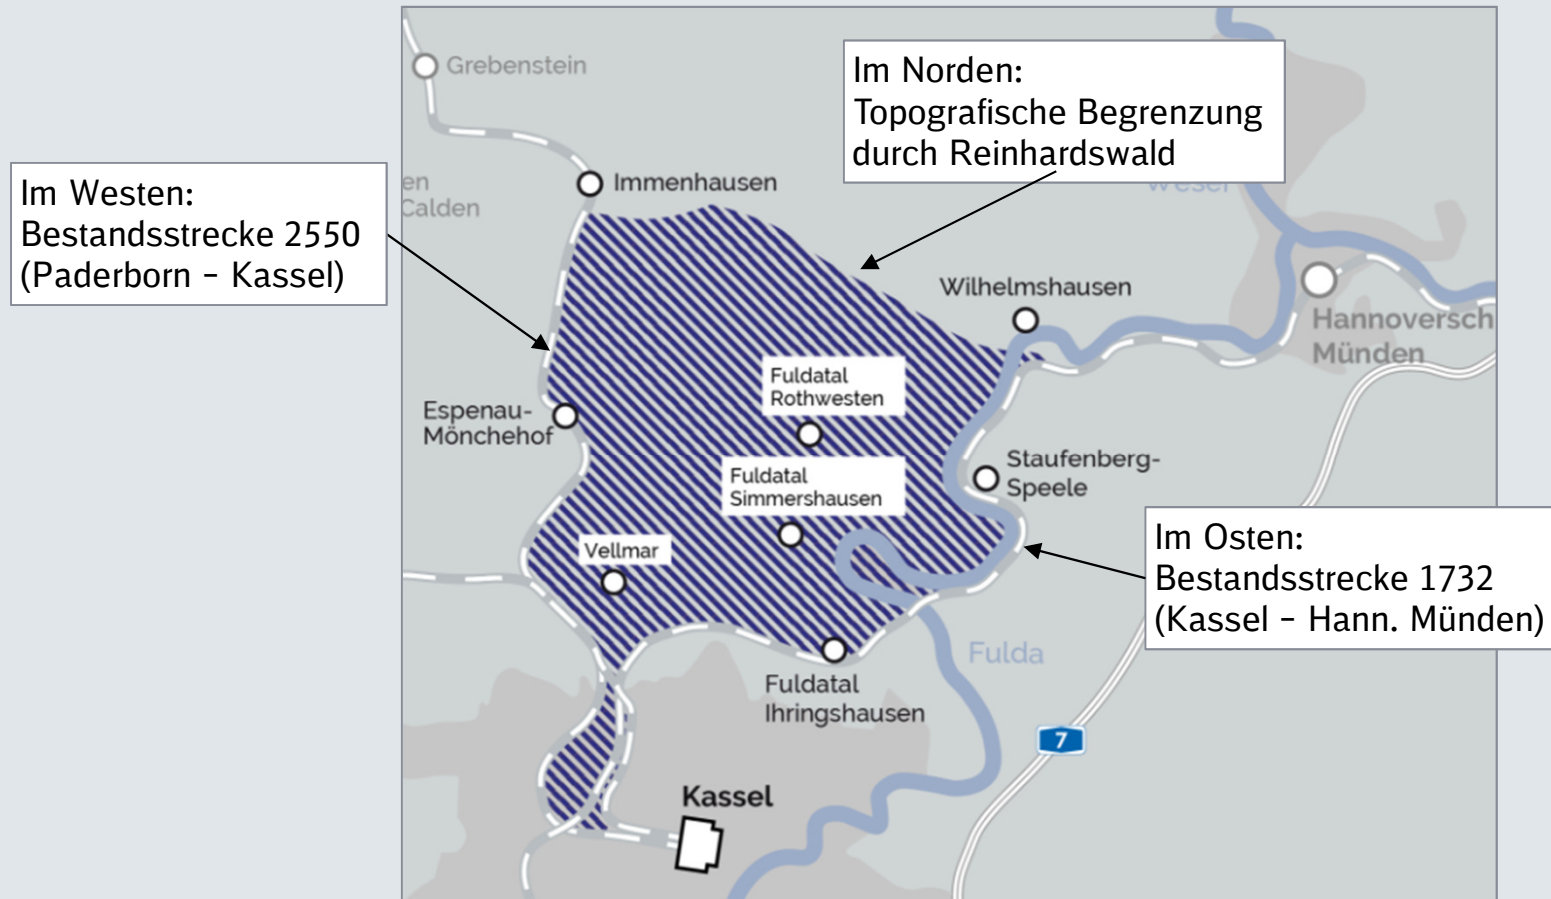 Grebenstein
Im Norden:
Topografische Begrenzung
durch Reinhardswald
Im Westen:
Bestandsstrecke 2550
(Paderborn – Kassel)
en
Calden
Immenhausen
Weser
Wilhelmshausen
Hannoversch
Münden
Fuldatal
Rothwesten
Espenau-
Mönchehof
Fuldatal
Simmershausen
Staufenberg-
Speele
Im Osten:
Bestandsstrecke 1732
(Kassel – Hann. Münden)
Vellmar
Fulda
Fuldatal
Ihringshausen
7
Kassel